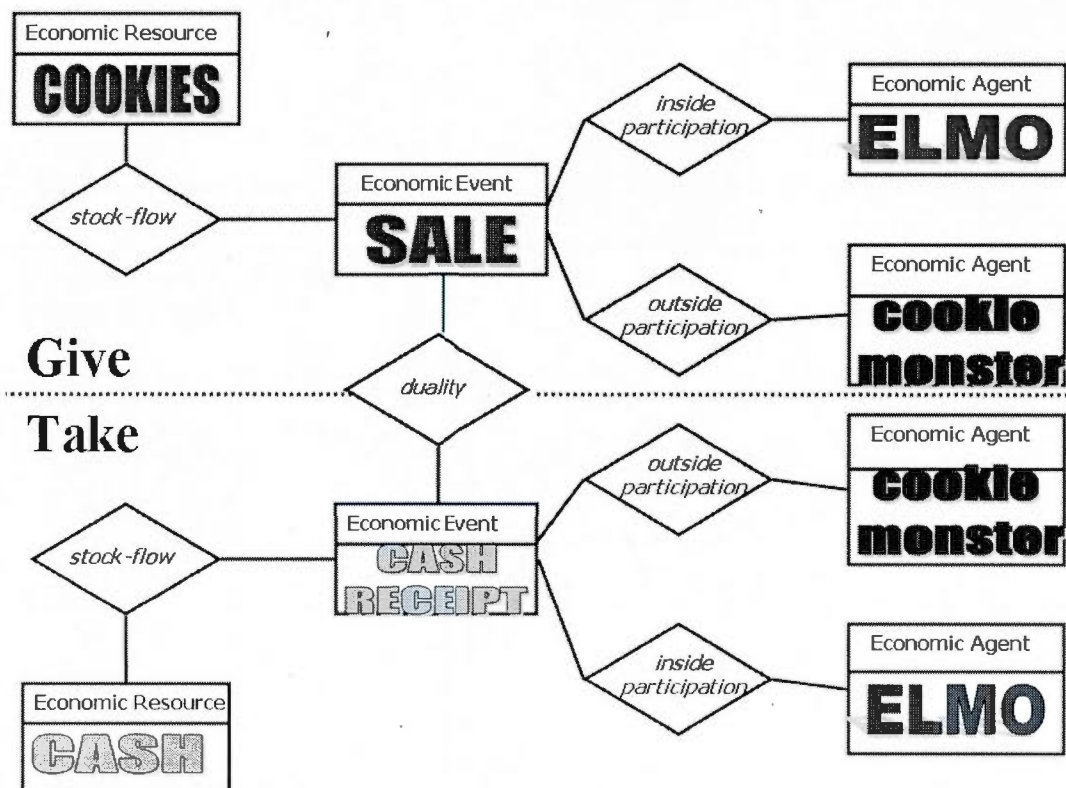 Economic Resource
COOKIES
stock-flow
Economic Event
SALE
inside
participation
Economic Agent
ELMO
outside
participation
Economic Agent
cookie
monster
Give
duality
Take
stock-flow
Economic Resource
CASH
Economic Event
CASH
RECEIPT
outside
participation
Economic Agent
cookie
monster
inside
participation
Economic Agent
ELMO